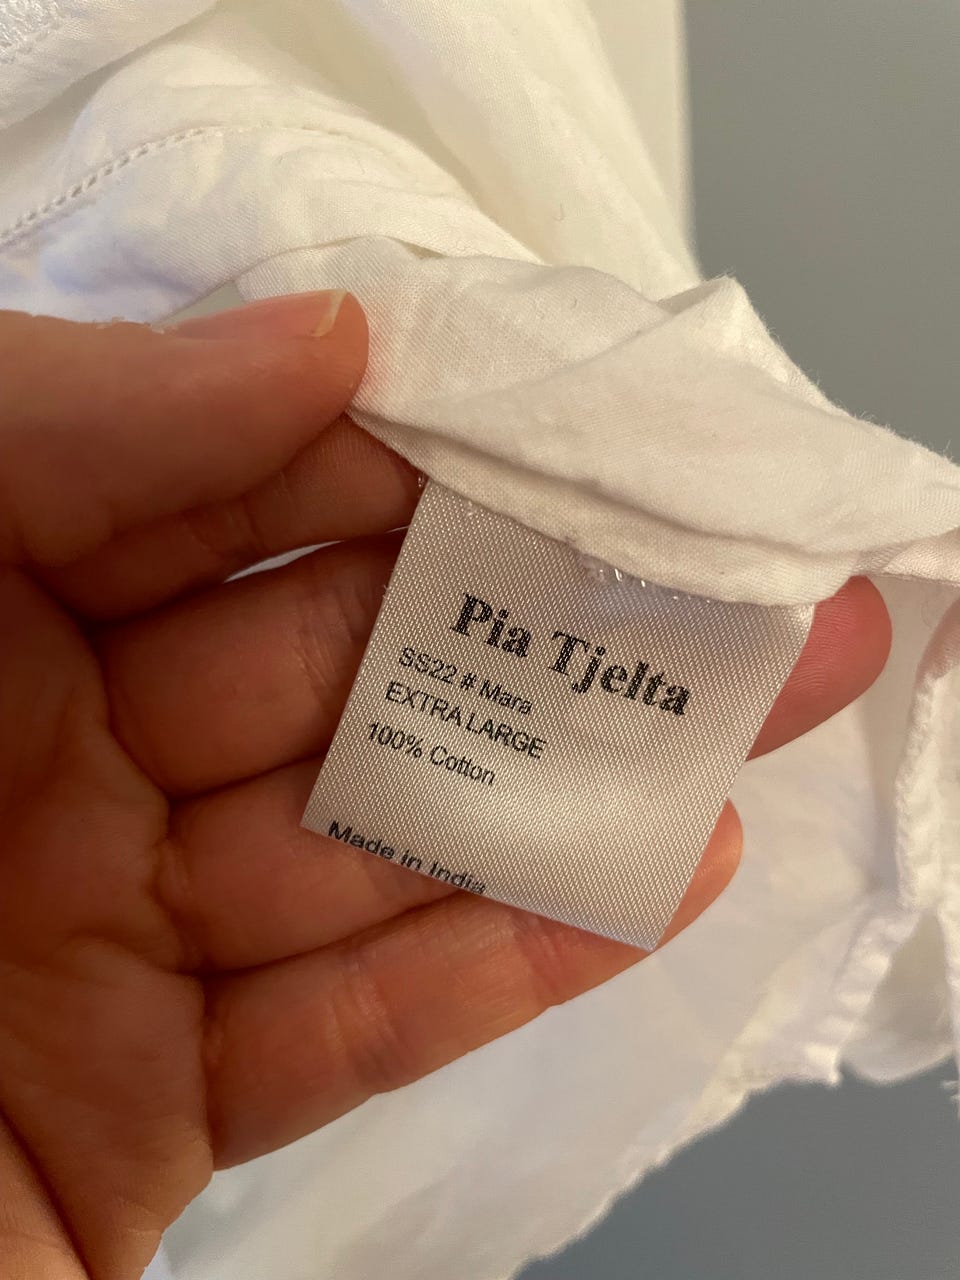 Pia Tjelta
SS22 # Mara
EXTRA LARGE
100% Cotton
Made in India